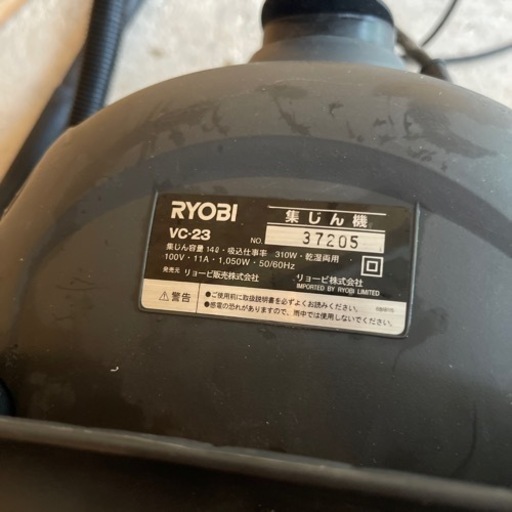 RYOBI 集じん機
VC-23 NO. 37205
集じん容量 14ℓ・吸込仕事率 310W・乾湿両用
100V・11A・1,050W・50/60Hz
発売元 リョービ販売株式会社 リョービ株式会社
IMPORTED BY RYOBI LIMITED
⚠警告 ●ご使用前に取扱説明書を必ずよくお読みください。
●感電の恐れがありますので、雨中では使用しないでください。